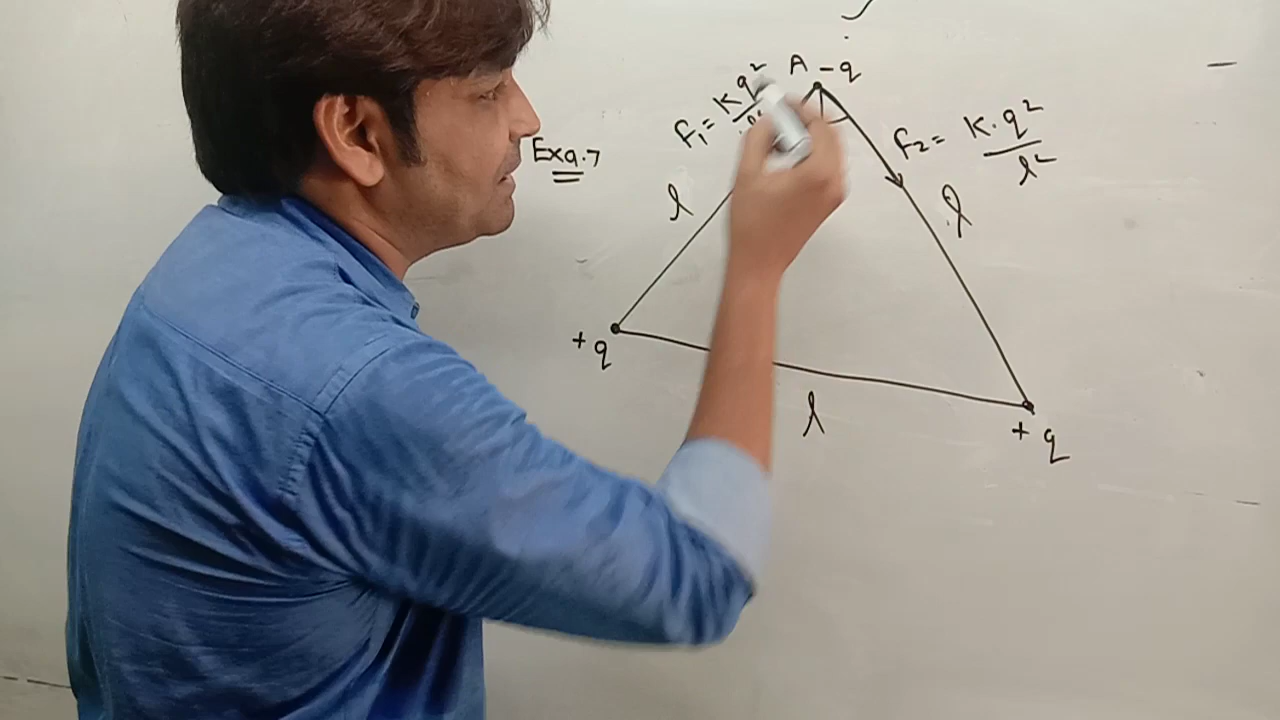 A -q
F₁ = Kq²
F₂ = K.q²/l²
Exa.7
l
l
+q
l
+q